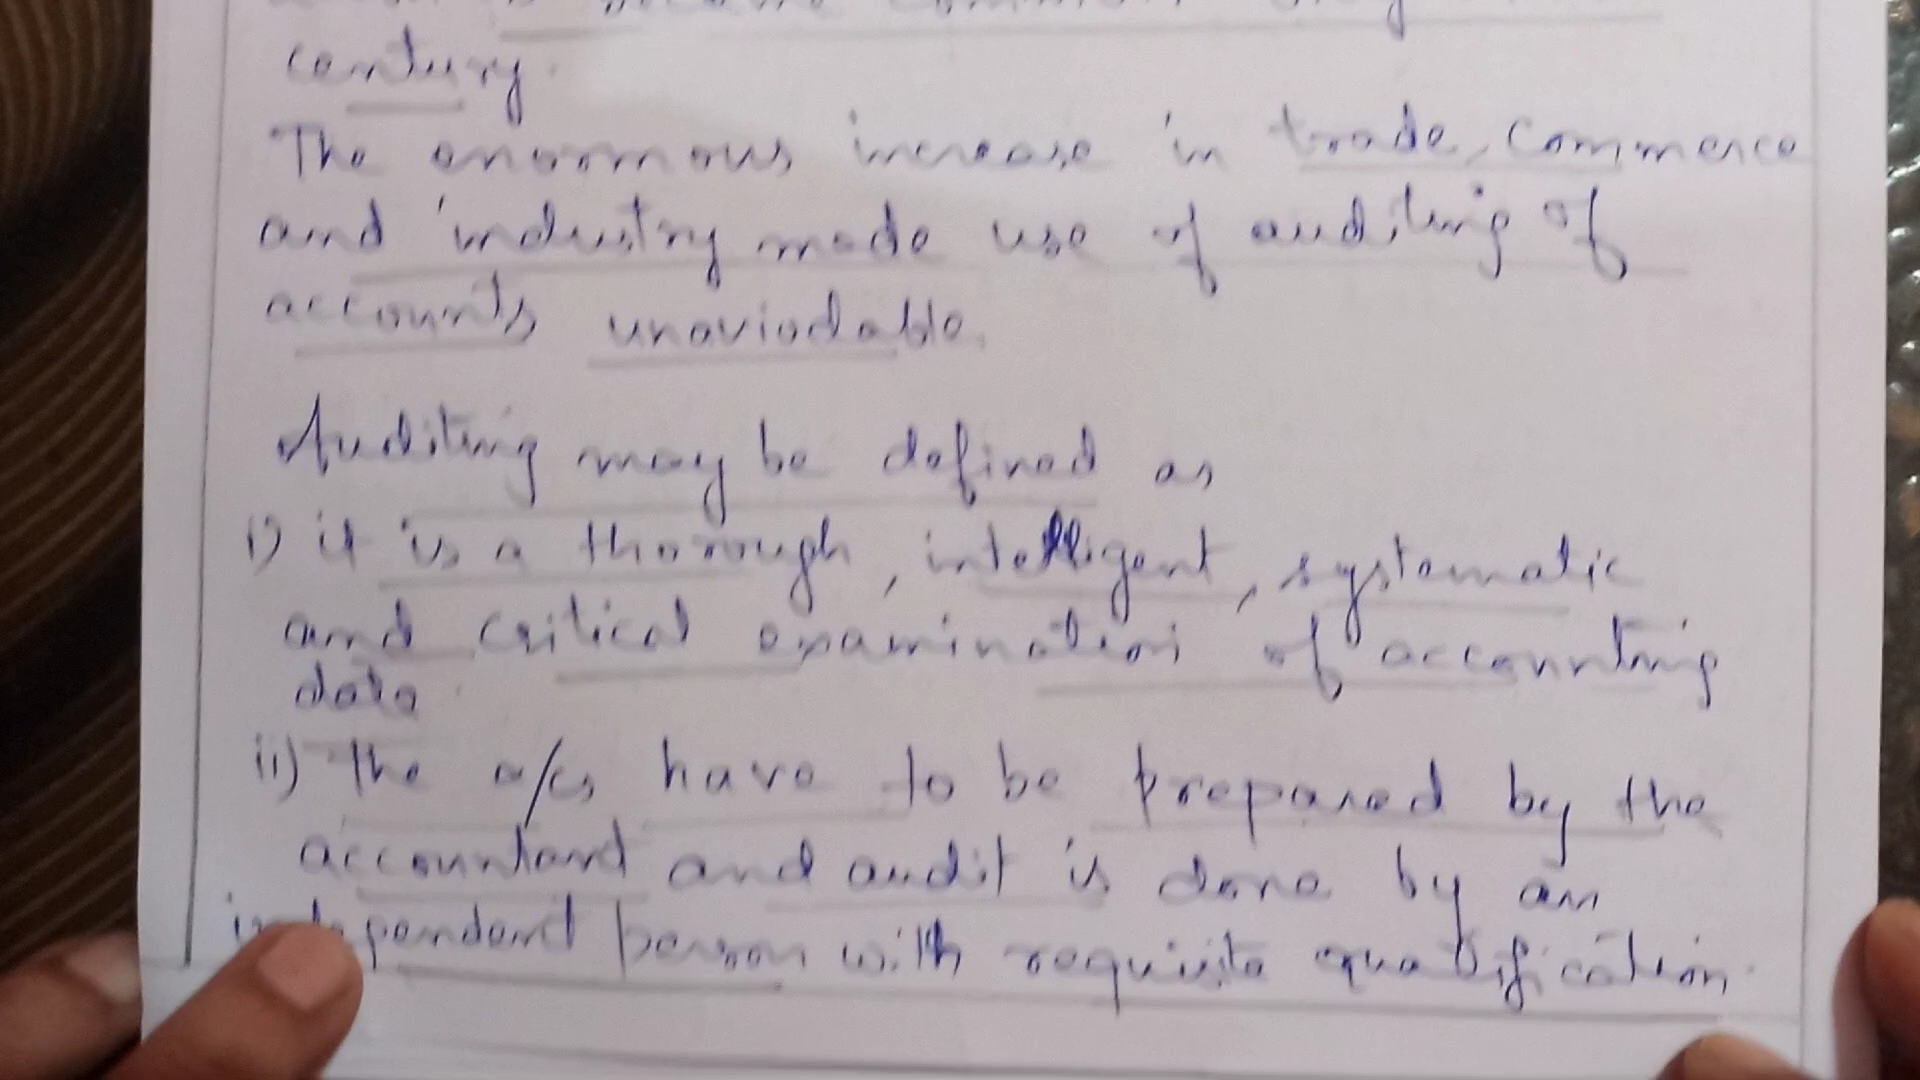 century.
The enormous increase in trade, commerce
and industry made use of auditing of
accounts unaviodable.
Auditing may be defined as
i) it is a thorough, intelligent, systematic
and critical examination of accounting
data.
ii) The a/cs have to be prepared by the
accountant and audit is done by an
independent person with requisite qualification.